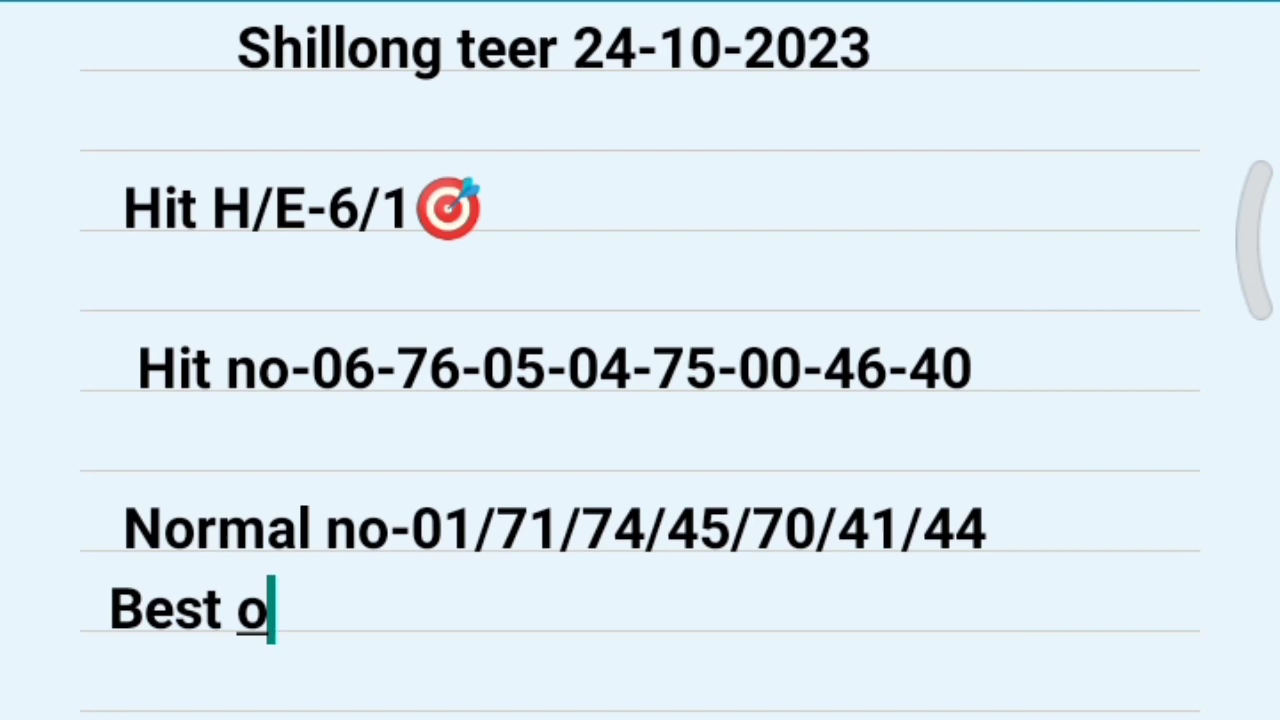 Shillong teer 24-10-2023
Hit H/E-6/1🎯
Hit no-06-76-05-04-75-00-46-40
Normal no-01/71/74/45/70/41/44
Best o